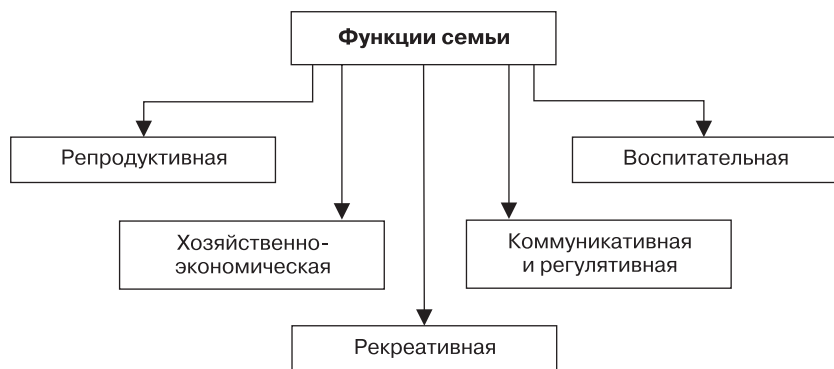 Функции семьи
Репродуктивная
Воспитательная
Хозяйственно-
экономическая
Коммуникативная
и регулятивная
Рекреативная